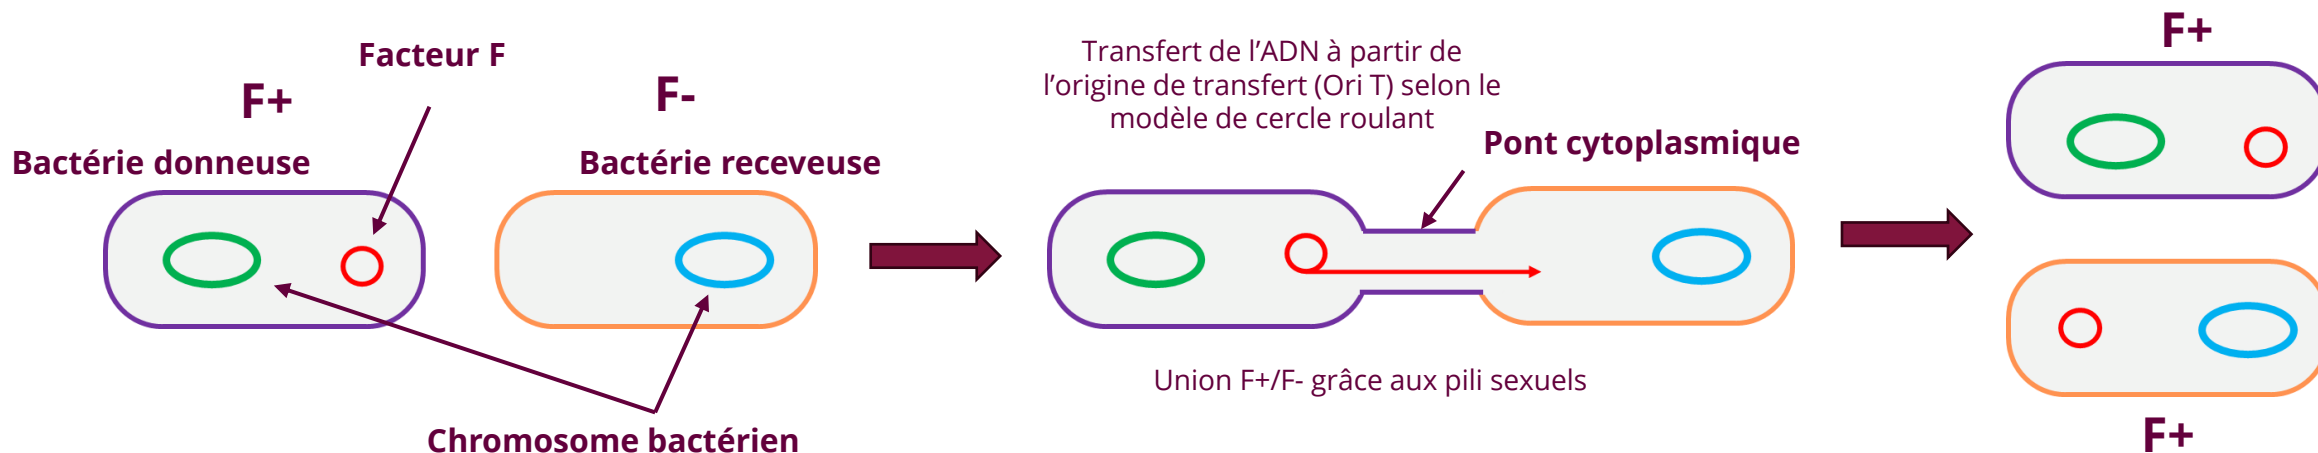 Facteur F
F+
Bactérie donneuse
F-
Bactérie receveuse
Chromosome bactérien
Transfert de l’ADN à partir de
l’origine de transfert (Ori T) selon le
modèle de cercle roulant
Pont cytoplasmique
Union F+/F- grâce aux pili sexuels
F+
F+